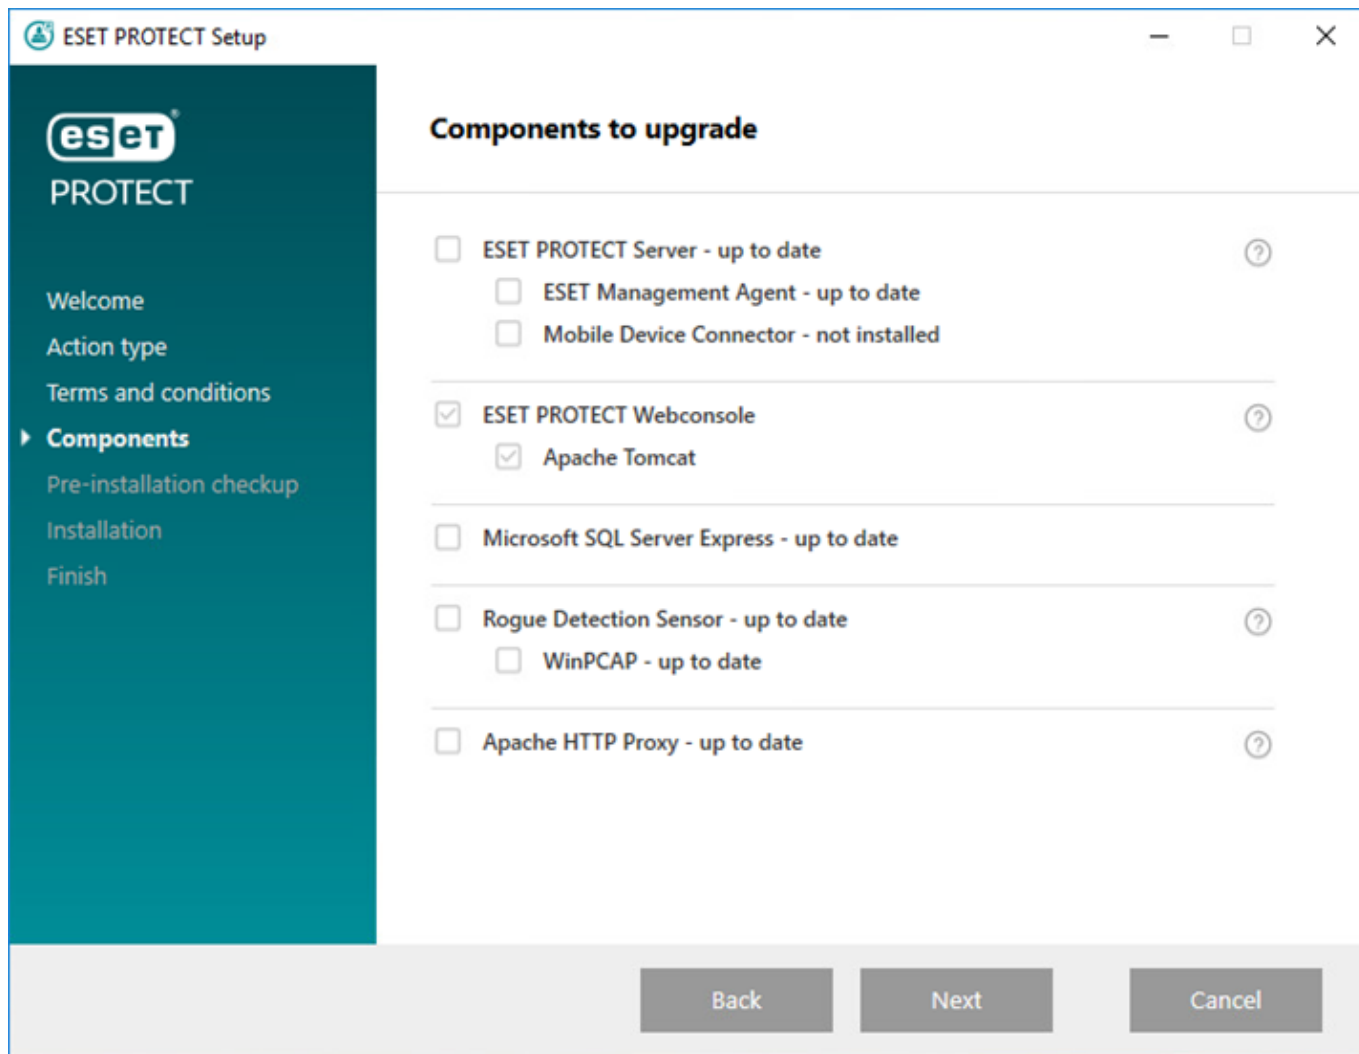 ESET PROTECT Setup
eset®
PROTECT
Welcome
Action type
Terms and conditions
Components
Pre-installation checkup
Installation
Finish
Components to upgrade
ESET PROTECT Server - up to date
ESET Management Agent - up to date
Mobile Device Connector - not installed
ESET PROTECT Webconsole
Apache Tomcat
Microsoft SQL Server Express - up to date
Rogue Detection Sensor - up to date
WinPCAP - up to date
Apache HTTP Proxy - up to date
Back
Next
Cancel